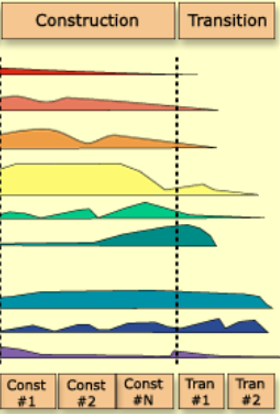 Construction
Transition
Const #1
Const #2
Const #N
Tran #1
Tran #2